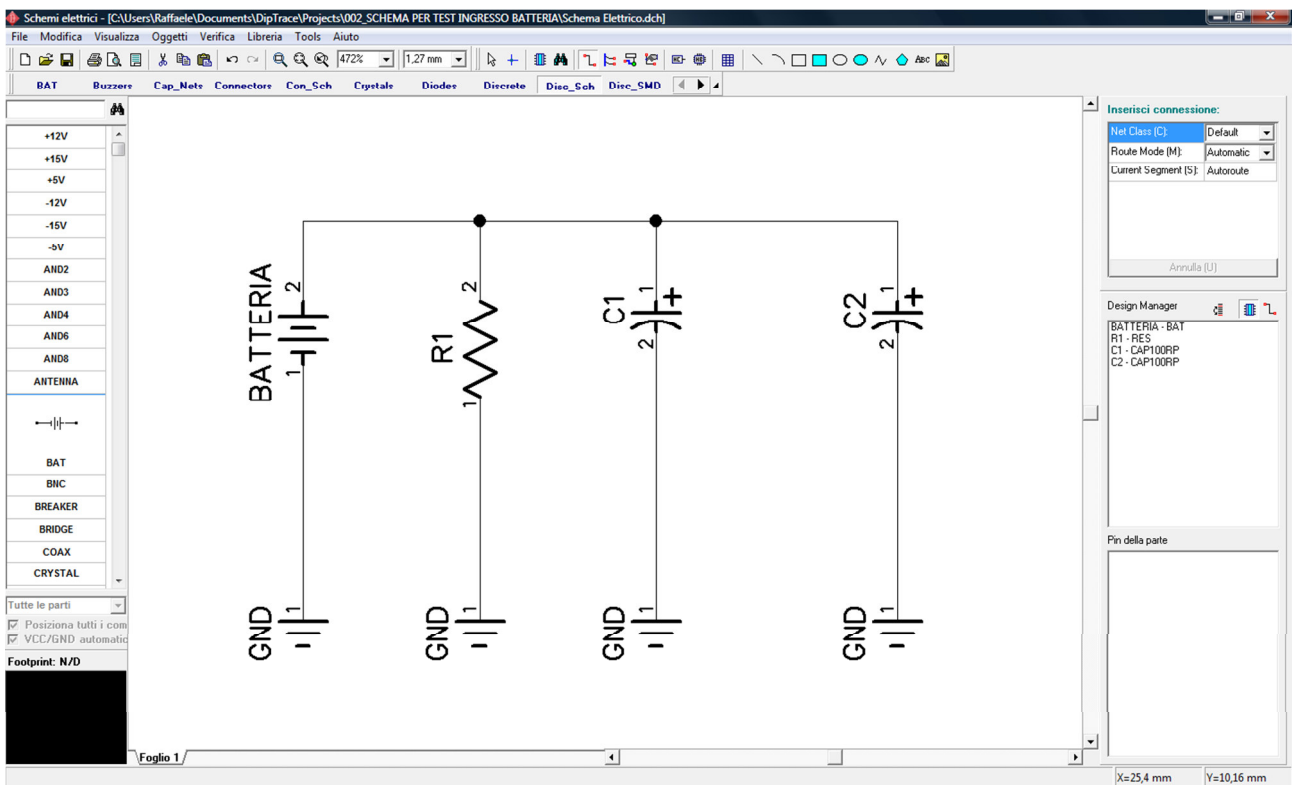 Schemi elettrici - [C:\Users\Raffaele\Documents\DipTrace\Projects\002_SCHEMA PER TEST INGRESSO BATTERIA\Schema Elettrico.dch]
File Modifica Visualizza Oggetti Verifica Libreria Tools Aiuto
472% 1,27 mm ABC
BAT Buzzers Cap_Nets Connectors Con_Sch Crystals Diodes Discrete Disc_Sch Disc_SMD
+12V
+15V
+5V
-12V
-15V
-5V
AND2
AND3
AND4
AND6
AND8
ANTENNA
BAT
BNC
BREAKER
BRIDGE
COAX
CRYSTAL
Tutte le parti
Posiziona tutti i com
VCC/GND automatic
Footprint: N/D
BATTERIA 2 1
R1 2 1
C1 1 + 2
C2 1 + 2
GND 1
GND 1
GND 1
GND 1
Foglio 1
Inserisci connessione:
Net Class (C): Default
Route Mode (M): Automatic
Current Segment (S): Autoroute
Annulla (U)
Design Manager
BATTERIA - BAT
R1 - RES
C1 - CAP100RP
C2 - CAP100RP
Pin della parte
X=25,4 mm Y=10,16 mm